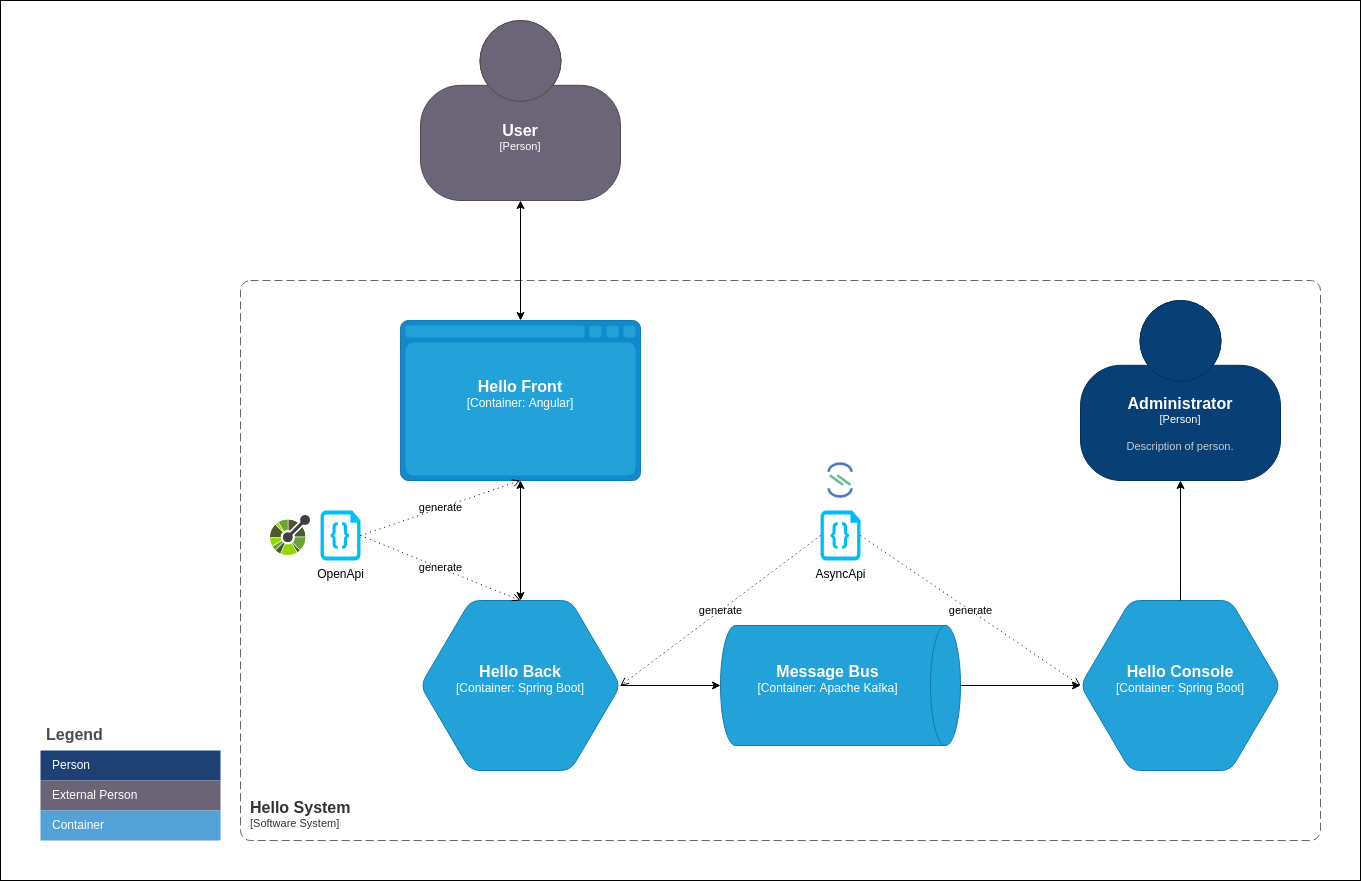 User
[Person]
Hello Front
[Container: Angular]
Administrator
[Person]
Description of person.
generate
OpenApi
generate
AsyncApi
generate
generate
Hello Back
[Container: Spring Boot]
Message Bus
[Container: Apache Kafka]
Hello Console
[Container: Spring Boot]
Legend
Person
External Person
Container
Hello System
[Software System]